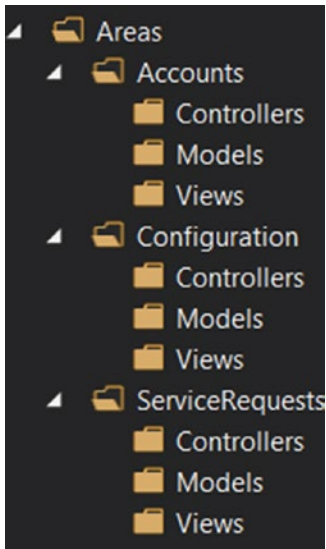 Areas
Accounts
Controllers
Models
Views
Configuration
Controllers
Models
Views
ServiceRequests
Controllers
Models
Views